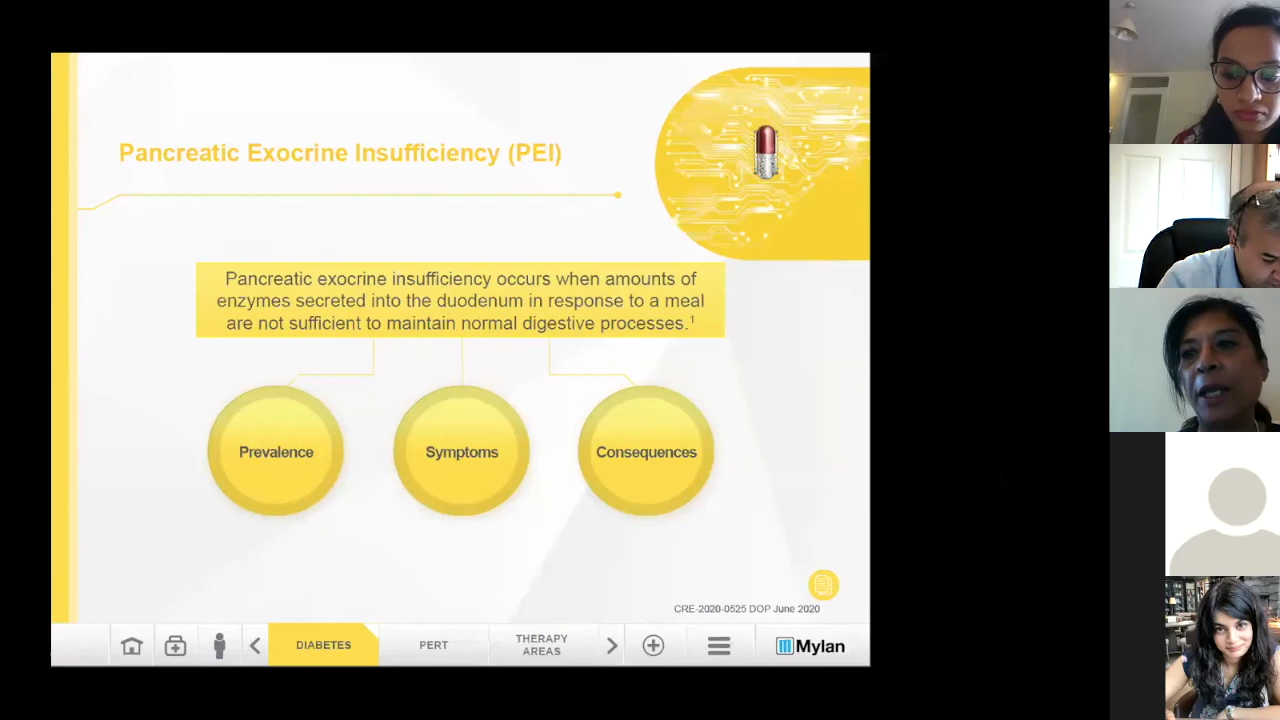 Pancreatic Exocrine Insufficiency (PEI)
Pancreatic exocrine insufficiency occurs when amounts of
enzymes secreted into the duodenum in response to a meal
are not sufficient to maintain normal digestive processes.¹
Prevalence
Symptoms
Consequences
CRE-2020-0525 DOP June 2020
DIABETES
PERT
THERAPY
AREAS
Mylan